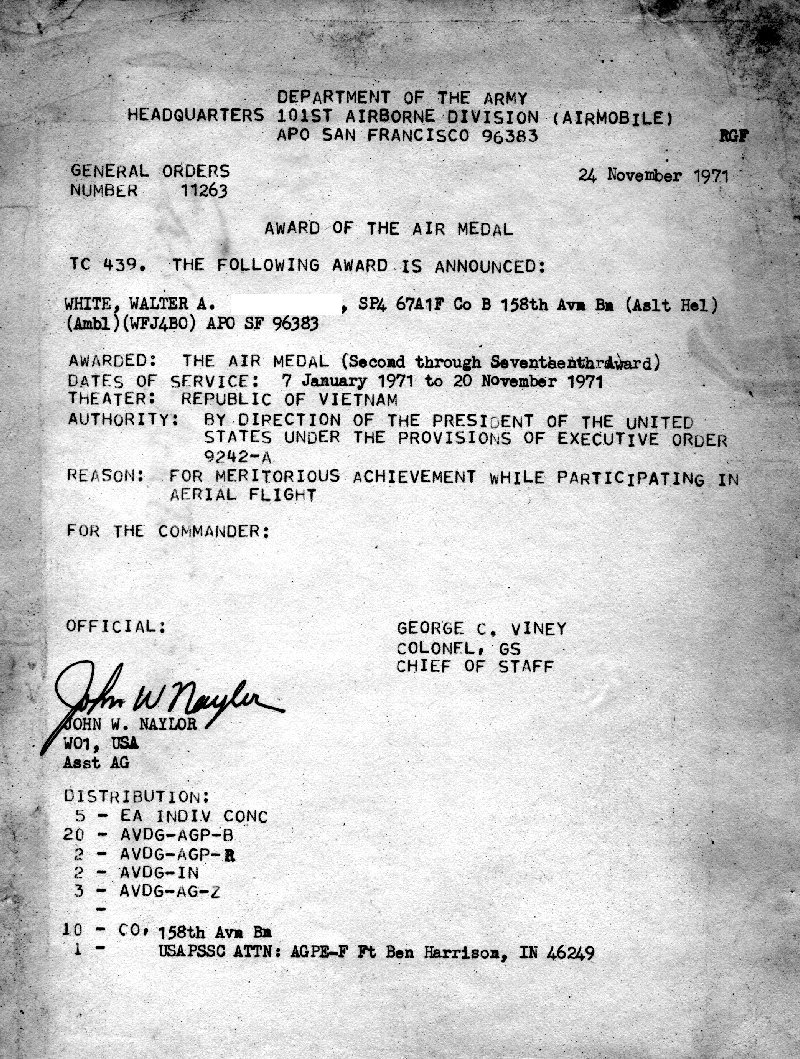 DEPARTMENT OF THE ARMY
HEADQUARTERS 101ST AIRBORNE DIVISION (AIRMOBILE)
APO SAN FRANCISCO 96383 RGF
GENERAL ORDERS 24 November 1971
NUMBER 11263
AWARD OF THE AIR MEDAL
TC 439. THE FOLLOWING AWARD IS ANNOUNCED:
WHITE, WALTER A. , SP4 67A1F Co B 158th Avn Bn (Aslt Hel)
(Ambl)(WFJ4B0) APO SF 96383
AWARDED: THE AIR MEDAL (Second through Seventeenth Award)
DATES OF SERVICE: 7 January 1971 to 20 November 1971
THEATER: REPUBLIC OF VIETNAM
AUTHORITY: BY DIRECTION OF THE PRESIDENT OF THE UNITED
STATES UNDER THE PROVISIONS OF EXECUTIVE ORDER
9242-A
REASON: FOR MERITORIOUS ACHIEVEMENT WHILE PARTICIPATING IN
AERIAL FLIGHT
FOR THE COMMANDER:
OFFICIAL: GEORGE C. VINEY
COLONEL, GS
CHIEF OF STAFF
John W Naylor
JOHN W. NAYLOR
WO1, USA
Asst AG
DISTRIBUTION:
5 - EA INDIV CONC
20 - AVDG-AGP-B
2 - AVDG-AGP-R
2 - AVDG-IN
3 - AVDG-AG-Z
-
10 - CO, 158th Avn Bn
1 - USAPSSC ATTN: AGPE-F Ft Ben Harrison, IN 46249